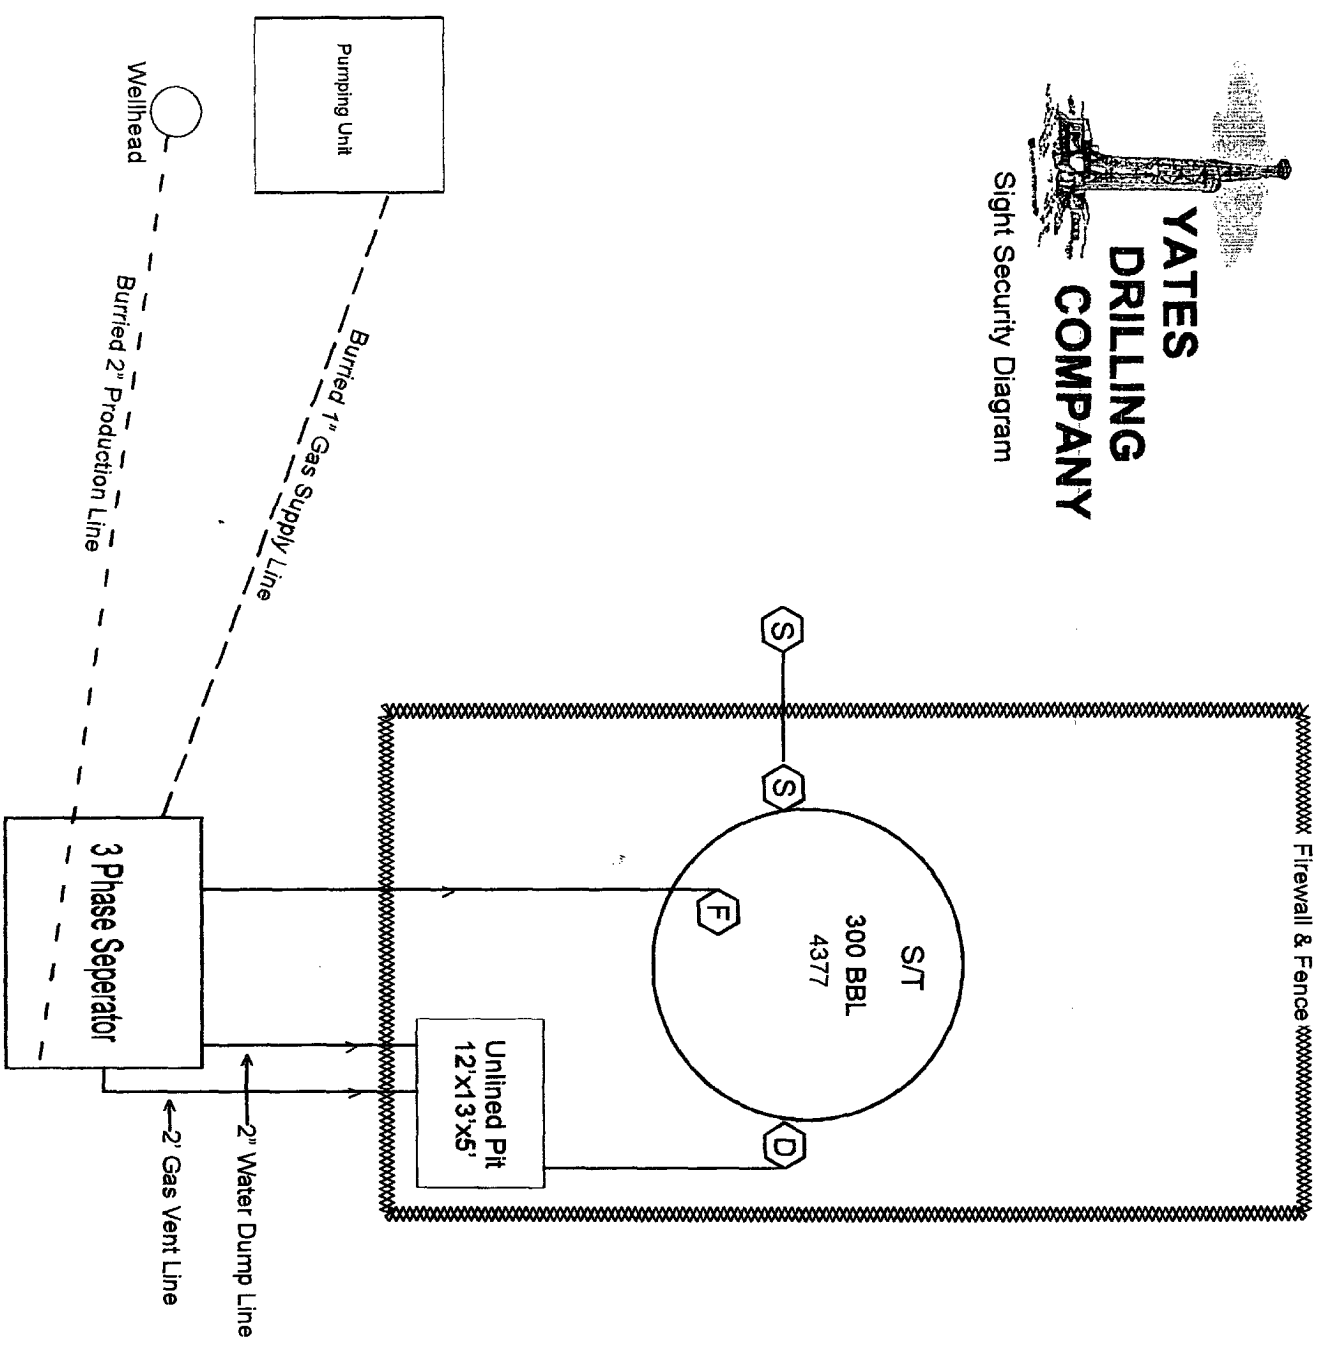 YATES
DRILLING
COMPANY
Sight Security Diagram
Firewall & Fence
S
S
S/T
300 BBL
4377
F
D
Pumping Unit
Burried 1" Gas Supply Line
Wellhead
Burried 2" Production Line
3 Phase Seperator
Unlined Pit
12'x13'x5'
2" Water Dump Line
2' Gas Vent Line